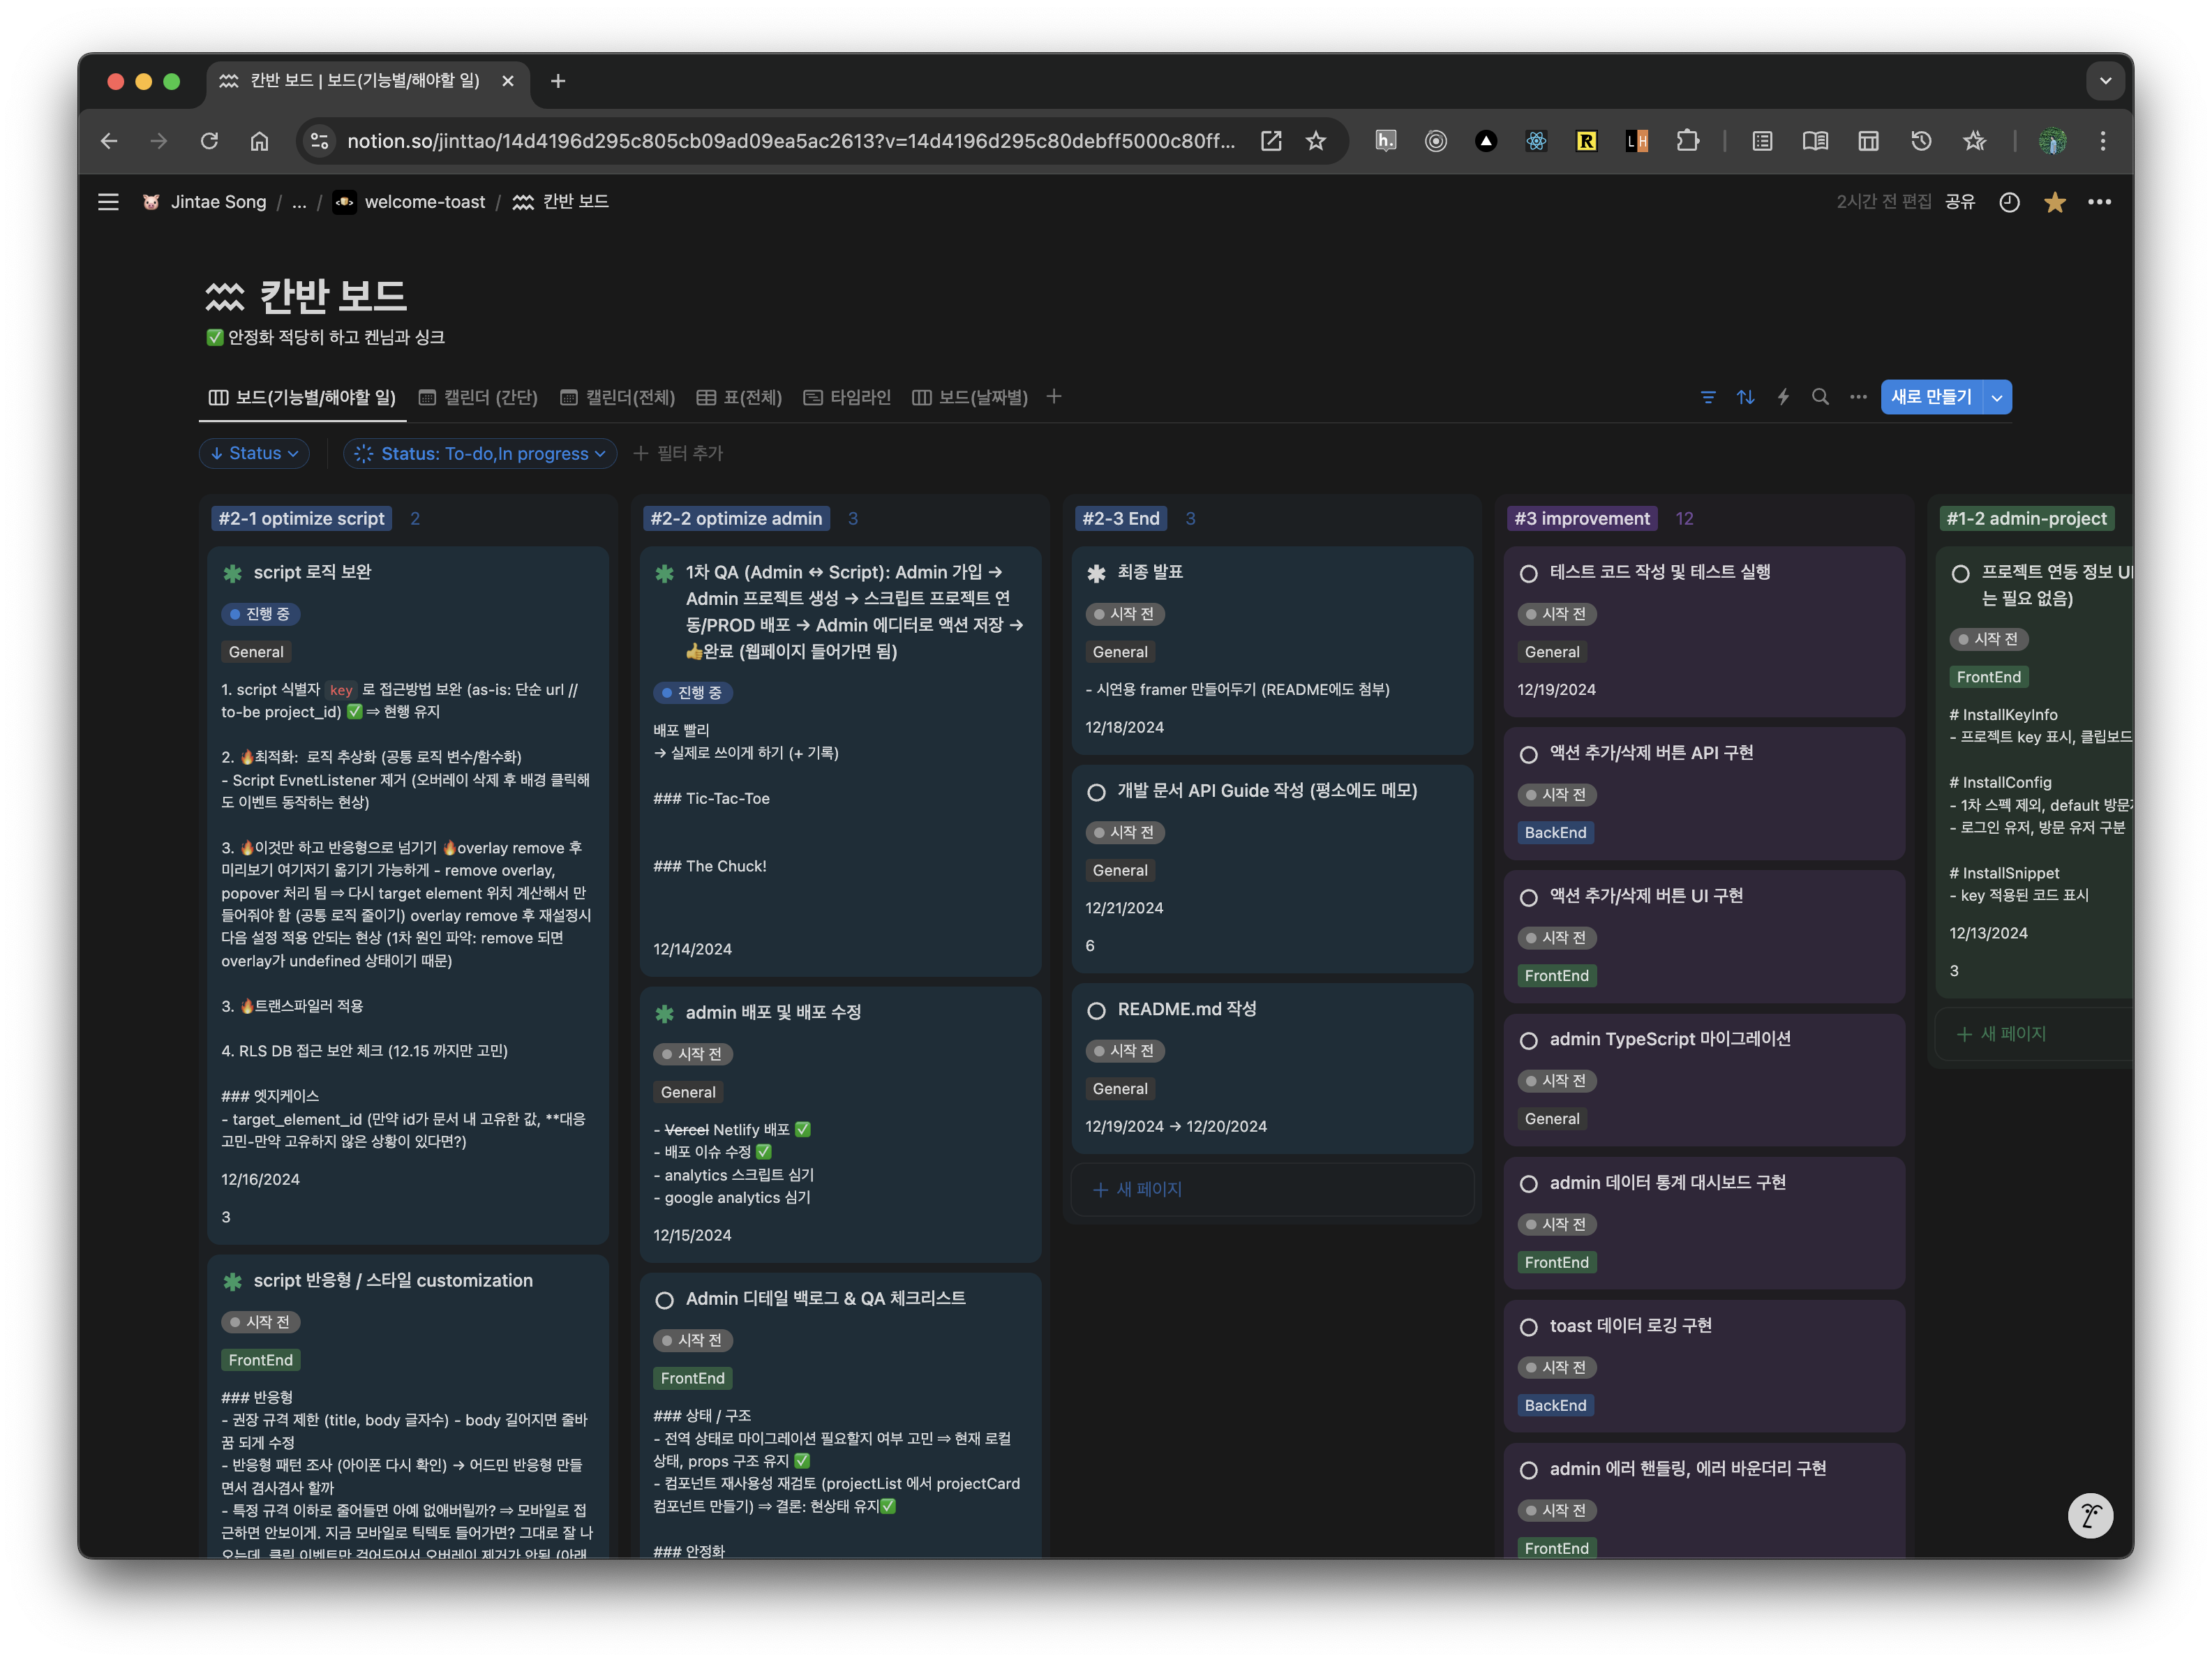 칸반 보드 | 보드(기능별/해야할 일)
notion.so/jinttao/14d4196d295c805cb09ad09ea5ac2613?v=14d4196d295c80debff5000c80ff...
h.
R
LH
Jintae Song / ... / welcome-toast / 칸반 보드
2시간 전 편집 공유
칸반 보드
✅ 안정화 적당히 하고 켄님과 싱크
보드(기능별/해야할 일) 캘린더 (간단) 캘린더(전체) 표(전체) 타임라인 보드(날짜별)
새로 만들기
↓ Status
Status: To-do,In progress
+ 필터 추가
#2-1 optimize script 2
script 로직 보완
진행 중
General
1. script 식별자 key 로 접근방법 보완 (as-is: 단순 url //
to-be project_id) ✅ ⇒ 현행 유지
2. 🔥최적화: 로직 추상화 (공통 로직 변수/함수화)
- Script EvnetListener 제거 (오버레이 삭제 후 배경 클릭해
도 이벤트 동작하는 현상)
3. 🔥이것만 하고 반응형으로 넘기기 🔥overlay remove 후
미리보기 여기저기 옮기기 가능하게 - remove overlay,
popover 처리 됨 ⇒ 다시 target element 위치 계산해서 만
들어줘야 함 (공통 로직 줄이기) overlay remove 후 재설정시
다음 설정 적용 안되는 현상 (1차 원인 파악: remove 되면
overlay가 undefined 상태이기 때문)
3. 🔥트랜스파일러 적용
4. RLS DB 접근 보안 체크 (12.15 까지만 고민)
### 엣지케이스
- target_element_id (만약 id가 문서 내 고유한 값, **대응
고민-만약 고유하지 않은 상황이 있다면?)
12/16/2024
3
script 반응형 / 스타일 customization
시작 전
FrontEnd
### 반응형
- 권장 규격 제한 (title, body 글자수) - body 길어지면 줄바
꿈 되게 수정
- 반응형 패턴 조사 (아이폰 다시 확인) → 어드민 반응형 만들
면서 겸사겸사 할까
- 특정 규격 이하로 줄어들면 아예 없애버릴까? ⇒ 모바일로 접
근하면 안보이게. 지금 모바일로 틱텍토 들어가면? 그대로 잘 나
오는데, 클릭 이벤트만 걸어두어서 오버레이 제거가 안됨 (아래
#2-2 optimize admin 3
1차 QA (Admin ↔ Script): Admin 가입 →
Admin 프로젝트 생성 → 스크립트 프로젝트 연
동/PROD 배포 → Admin 에디터로 액션 저장 →
👍완료 (웹페이지 들어가면 됨)
진행 중
배포 빨리
→ 실제로 쓰이게 하기 (+ 기록)
### Tic-Tac-Toe
### The Chuck!
12/14/2024
admin 배포 및 배포 수정
시작 전
General
- Vercel Netlify 배포 ✅
- 배포 이슈 수정 ✅
- analytics 스크립트 심기
- google analytics 심기
12/15/2024
Admin 디테일 백로그 & QA 체크리스트
시작 전
FrontEnd
### 상태 / 구조
- 전역 상태로 마이그레이션 필요할지 여부 고민 ⇒ 현재 로컬
상태, props 구조 유지 ✅
- 컴포넌트 재사용성 재검토 (projectList 에서 projectCard
컴포넌트 만들기) ⇒ 결론: 현상태 유지✅
### 안정화
#2-3 End 3
최종 발표
시작 전
General
- 시연용 framer 만들어두기 (README에도 첨부)
12/18/2024
개발 문서 API Guide 작성 (평소에도 메모)
시작 전
General
12/21/2024
6
README.md 작성
시작 전
General
12/19/2024 → 12/20/2024
+ 새 페이지
#3 improvement 12
테스트 코드 작성 및 테스트 실행
시작 전
General
12/19/2024
액션 추가/삭제 버튼 API 구현
시작 전
BackEnd
액션 추가/삭제 버튼 UI 구현
시작 전
FrontEnd
admin TypeScript 마이그레이션
시작 전
General
admin 데이터 통계 대시보드 구현
시작 전
FrontEnd
toast 데이터 로깅 구현
시작 전
BackEnd
admin 에러 핸들링, 에러 바운더리 구현
시작 전
FrontEnd
#1-2 admin-project
프로젝트 연동 정보 UI
는 필요 없음)
시작 전
FrontEnd
# InstallKeyInfo
- 프로젝트 key 표시, 클립보드
# InstallConfig
- 1차 스펙 제외, default 방문자
- 로그인 유저, 방문 유저 구분
# InstallSnippet
- key 적용된 코드 표시
12/13/2024
3
+ 새 페이지